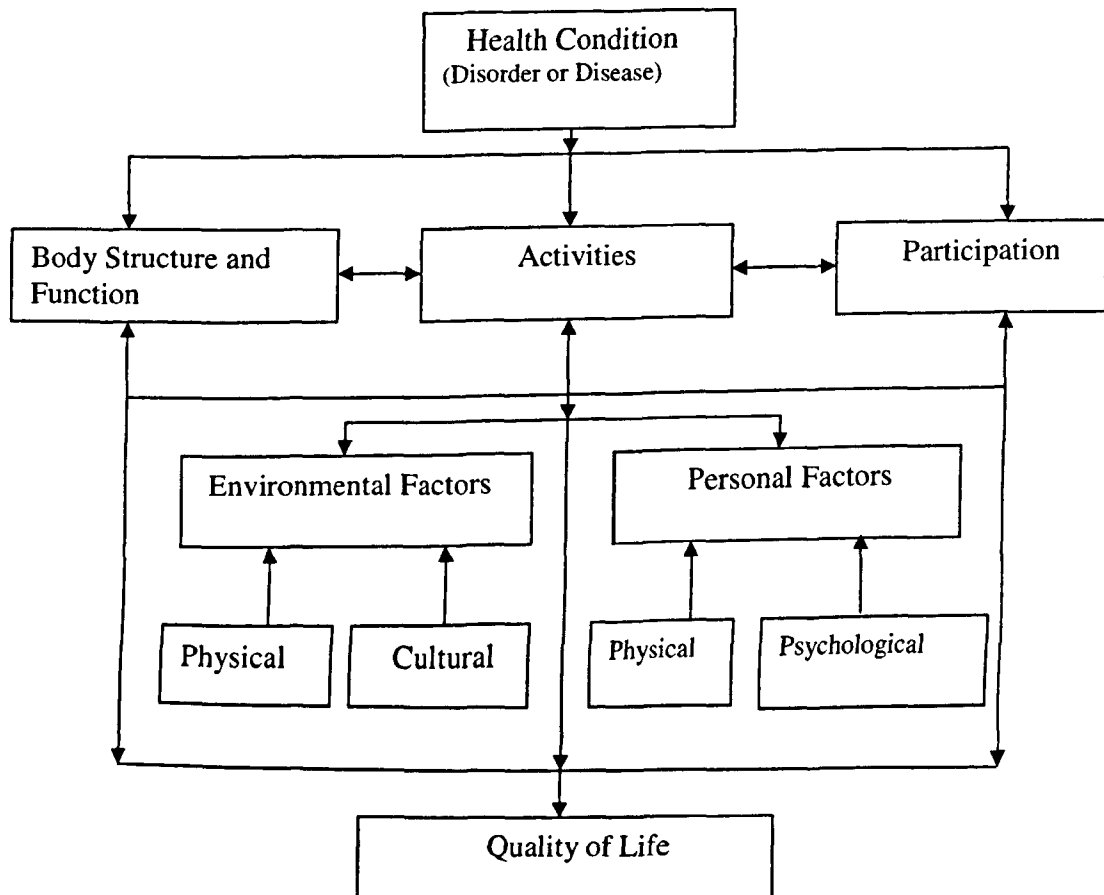 Health Condition
(Disorder or Disease)
Body Structure and
Function
Activities
Participation
Environmental Factors
Personal Factors
Physical
Cultural
Physical
Psychological
Quality of Life